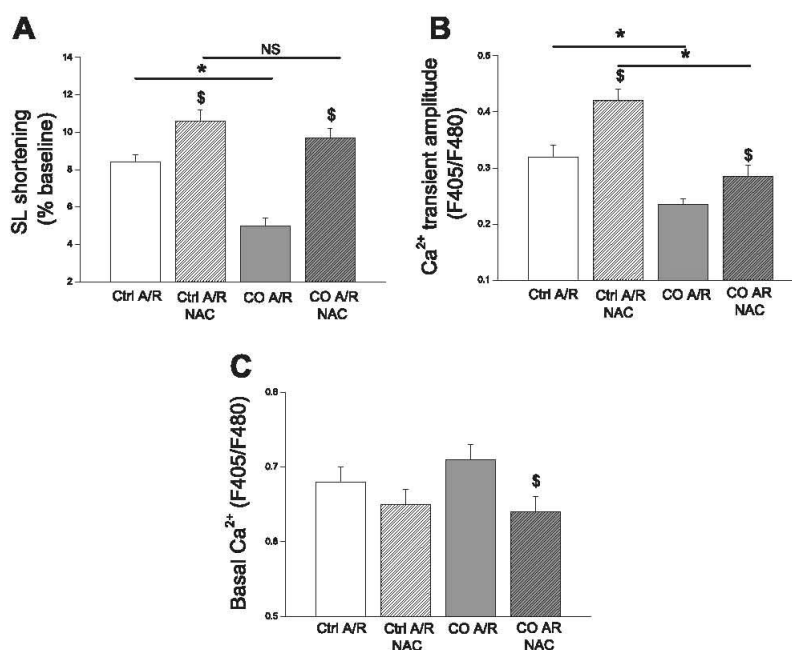 A
SL shortening
(% baseline)
14
12
10
8
6
4
2
NS
*
$
$
Ctrl A/R
Ctrl A/R
NAC
CO A/R
CO A/R
NAC
B
Ca²⁺ transient amplitude
(F405/F480)
0.5
0.4
0.3
0.2
0.1
*
*
$
$
Ctrl A/R
Ctrl A/R
NAC
CO A/R
CO AR
NAC
C
Basal Ca²⁺ (F405/F480)
0.8
0.7
0.6
0.5
$
Ctrl A/R
Ctrl A/R
NAC
CO A/R
CO AR
NAC